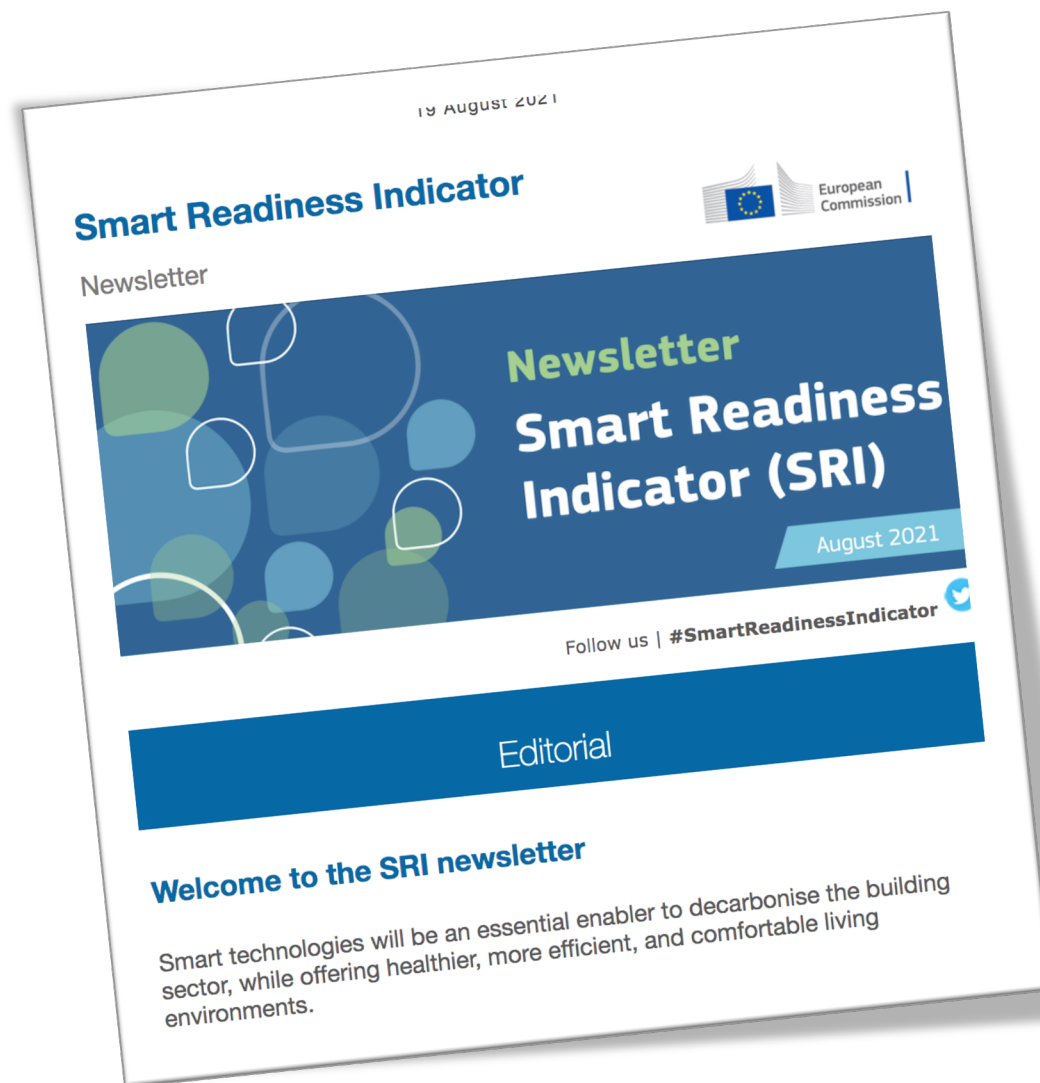 19 August 2021
Smart Readiness Indicator
European
Commission
Newsletter
Newsletter
Smart Readiness
Indicator (SRI)
August 2021
Follow us | #SmartReadinessIndicator
Editorial
Welcome to the SRI newsletter
Smart technologies will be an essential enabler to decarbonise the building
sector, while offering healthier, more efficient, and comfortable living
environments.